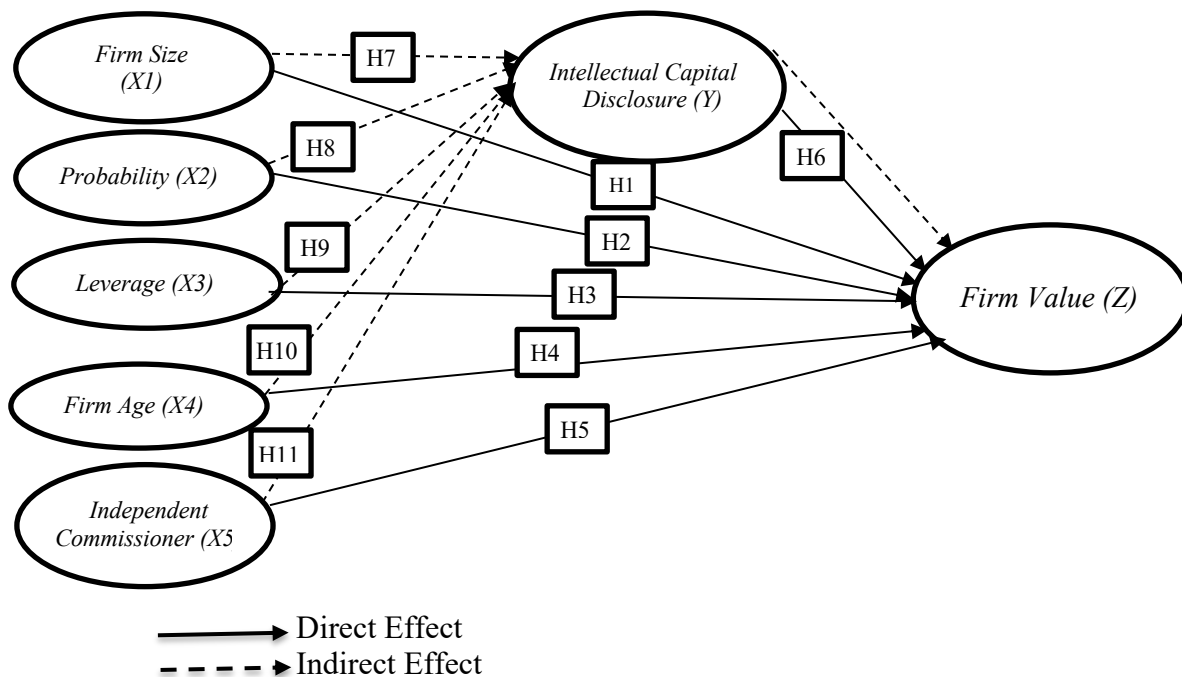 Firm Size
(X1)
H7
Intellectual Capital
Disclosure (Y)
H8
H6
Probability (X2)
H1
H9
H2
Leverage (X3)
H3
Firm Value (Z)
H10
H4
Firm Age (X4)
H11
H5
Independent
Commissioner (X5
Direct Effect
Indirect Effect